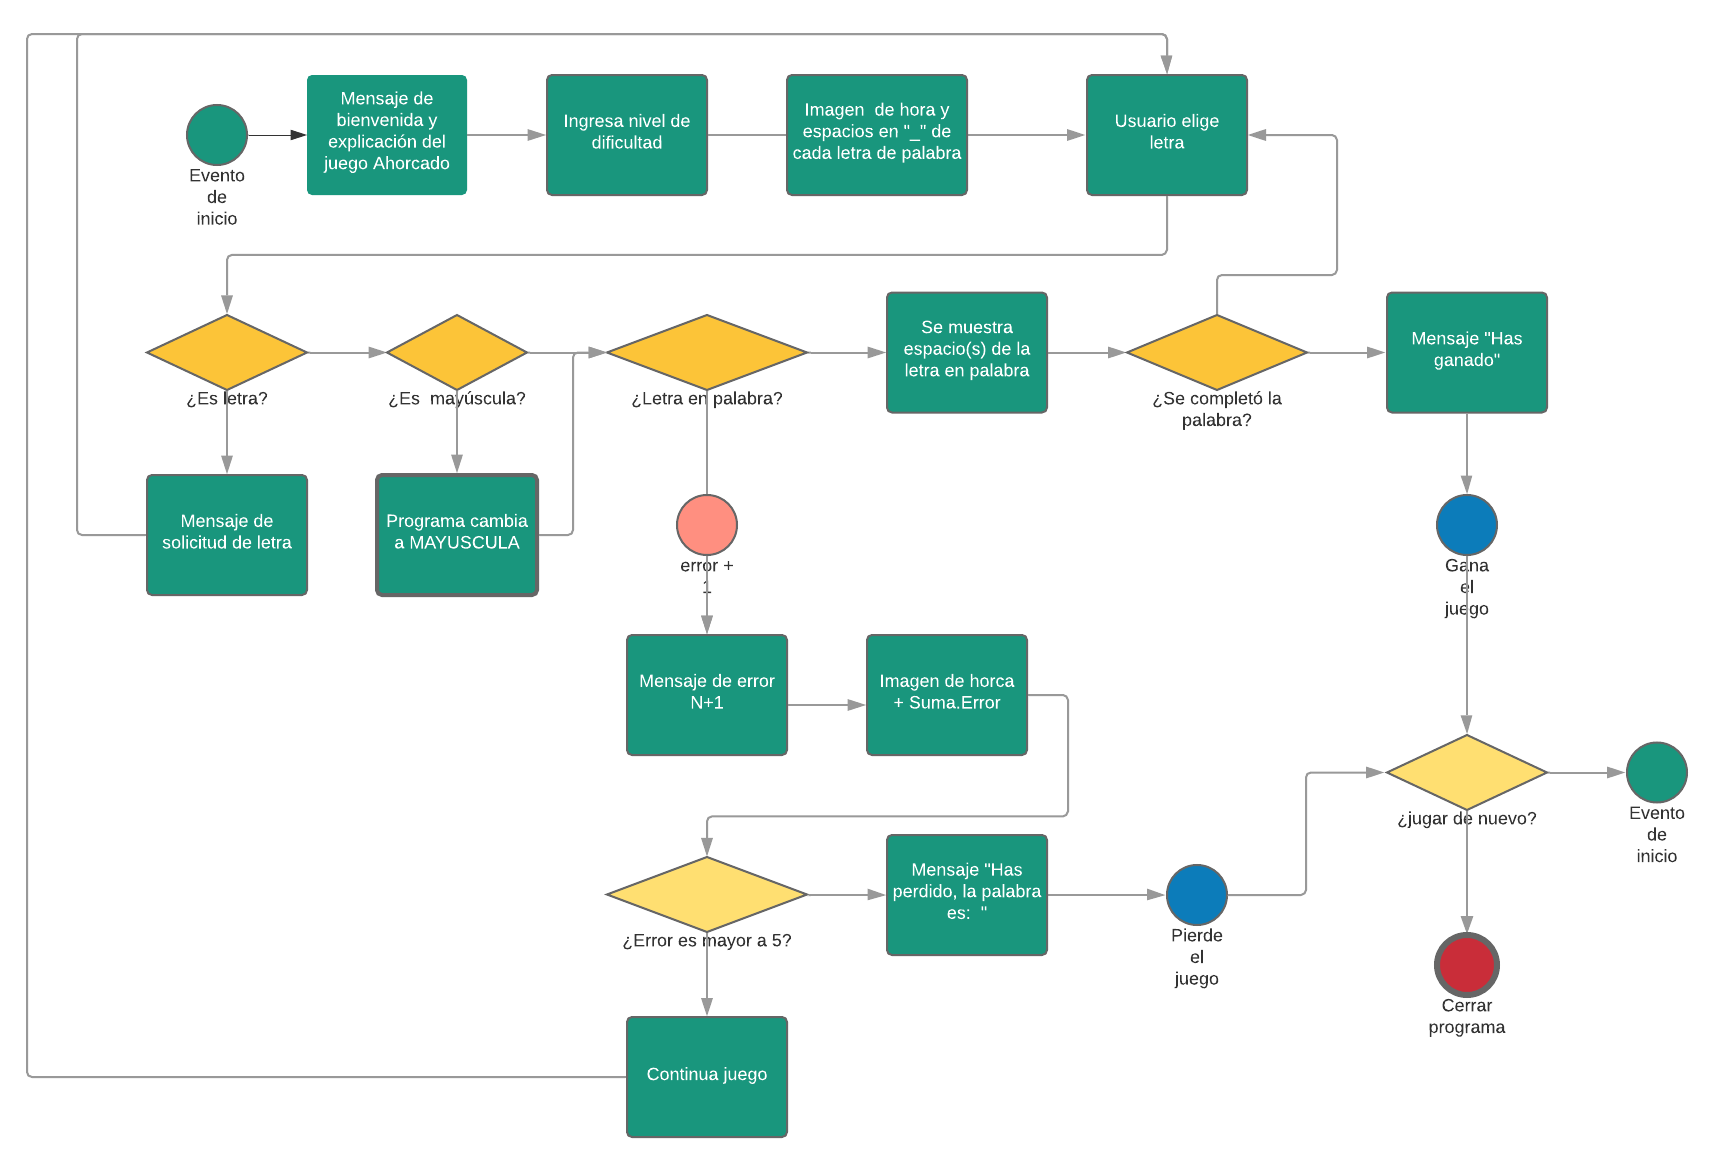 Mensaje de
bienvenida y
explicación del
juego Ahorcado
Ingresa nivel de
dificultad
Imagen  de hora y
espacios en "_" de
cada letra de palabra
Usuario elige
letra
Evento
de
inicio
¿Es letra?
¿Es  mayúscula?
¿Letra en palabra?
Se muestra
espacio(s) de la
letra en palabra
¿Se completó la
palabra?
Mensaje "Has
ganado"
Mensaje de
solicitud de letra
Programa cambia
a MAYUSCULA
error +
1
Gana
el
juego
Mensaje de error
N+1
Imagen de horca
+ Suma.Error
¿jugar de nuevo?
Evento
de
inicio
¿Error es mayor a 5?
Mensaje "Has
perdido, la palabra
es:  "
Pierde
el
juego
Cerrar
programa
Continua juego